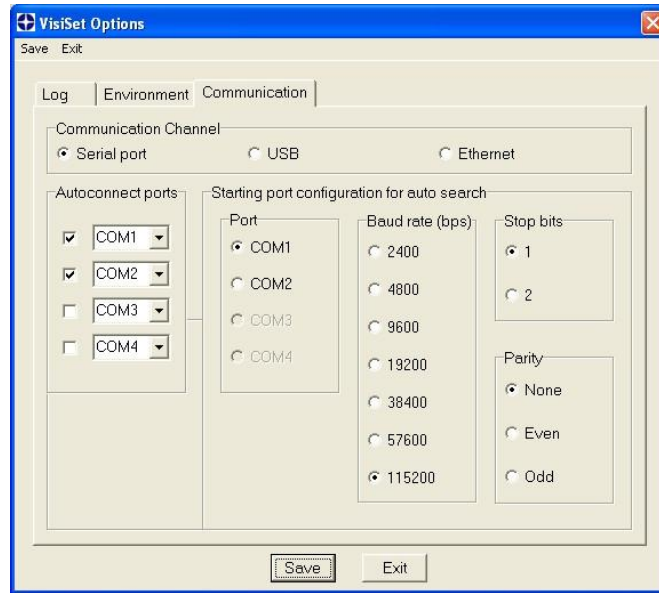 VisiSet Options
Save Exit
Log Environment Communication
Communication Channel
Serial port USB Ethernet
Autoconnect ports
COM1
COM2
COM3
COM4
Starting port configuration for auto search
Port
COM1
COM2
COM3
COM4
Baud rate (bps)
2400
4800
9600
19200
38400
57600
115200
Stop bits
1
2
Parity
None
Even
Odd
Save Exit